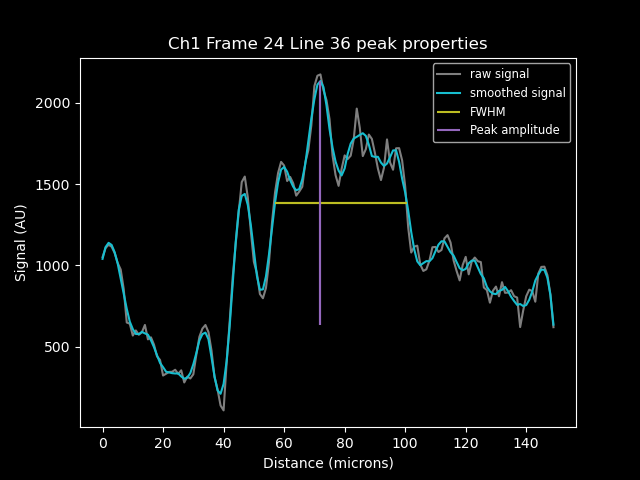 Ch1 Frame 24 Line 36 peak properties
raw signal
smoothed signal
FWHM
Peak amplitude
Signal (AU)
2000
1500
1000
500
0 20 40 60 80 100 120 140
Distance (microns)